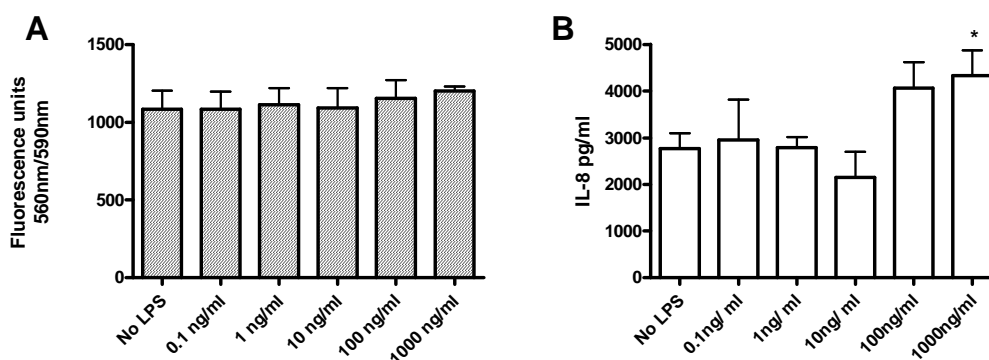 A
Fluorescence units
560nm/590nm
1500
1000
500
0
No LPS
0.1 ng/ml
1 ng/ml
10 ng/ml
100 ng/ml
1000 ng/ml
B
IL-8 pg/ml
5000
4000
3000
2000
1000
0
*
No LPS
0.1ng/ ml
1ng/ ml
10ng/ ml
100ng/ml
1000ng/ml